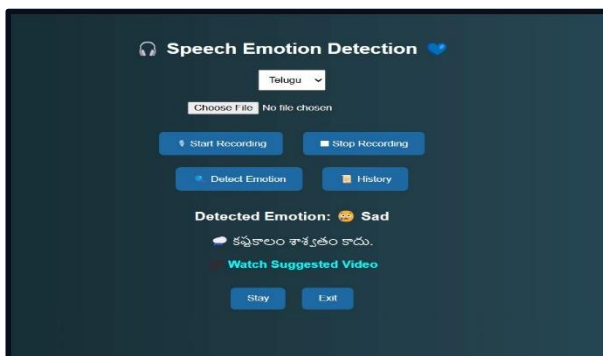 🎧 Speech Emotion Detection 💙
Telugu
Choose File No file chosen
Start Recording
Stop Recording
Detect Emotion
History
Detected Emotion: 😢 Sad
కష్టకాలం శాశ్వతం కాదు.
Watch Suggested Video
Stay
Exit